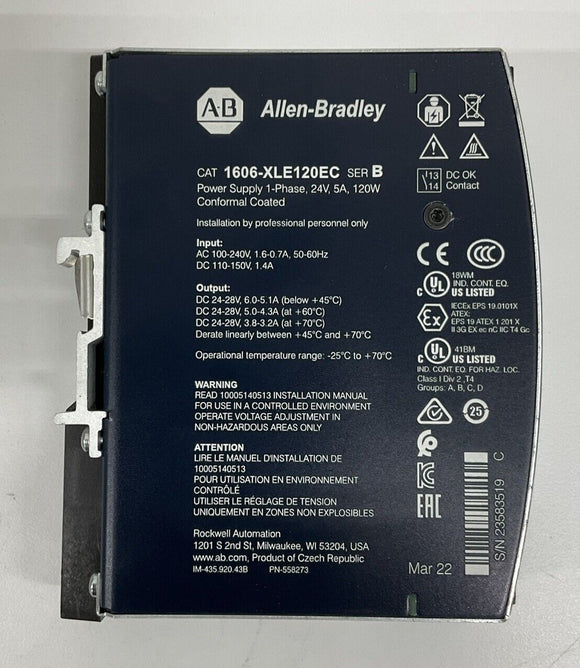 A-B Allen-Bradley
CAT 1606-XLE120EC SER B
Power Supply 1-Phase, 24V, 5A, 120W
Conformal Coated
Installation by professional personnel only
Input:
AC 100-240V, 1.6-0.7A, 50-60Hz
DC 110-150V, 1.4A
Output:
DC 24-28V, 6.0-5.1A (below +45°C)
DC 24-28V, 5.0-4.3A (at +60°C)
DC 24-28V, 3.8-3.2A (at +70°C)
Derate linearly between +45°C and +70°C
Operational temperature range: -25°C to +70°C
WARNING
READ 10005140513 INSTALLATION MANUAL
FOR USE IN A CONTROLLED ENVIRONMENT
OPERATE VOLTAGE ADJUSTMENT IN
NON-HAZARDOUS AREAS ONLY
ATTENTION
LIRE LE MANUEL D'INSTALLATION DE
10005140513
POUR UTILISATION EN ENVIRONNEMENT
CONTRÔLÉ
UTILISER LE RÉGLAGE DE TENSION
UNIQUEMENT EN ZONES NON EXPLOSIBLES
Rockwell Automation
1201 S 2nd St, Milwaukee, WI 53204, USA
www.ab.com, Product of Czech Republic
IM-435.920.43B PN-558273
13 DC OK
14 Contact
CE CCC
18WM
IND. CONT. EQ.
C UL US LISTED
Ex
IECEx EPS 19.0101X
ATEX:
EPS 19 ATEX 1 201 X
II 3G EX ec nC IIC T4 Gc
41BM
C UL US LISTED
IND. CONT. EQ. FOR HAZ. LOC.
Class I Div 2 ,T4
Groups: A, B, C, D
25
EAC
Mar 22
S/N 23583519 C